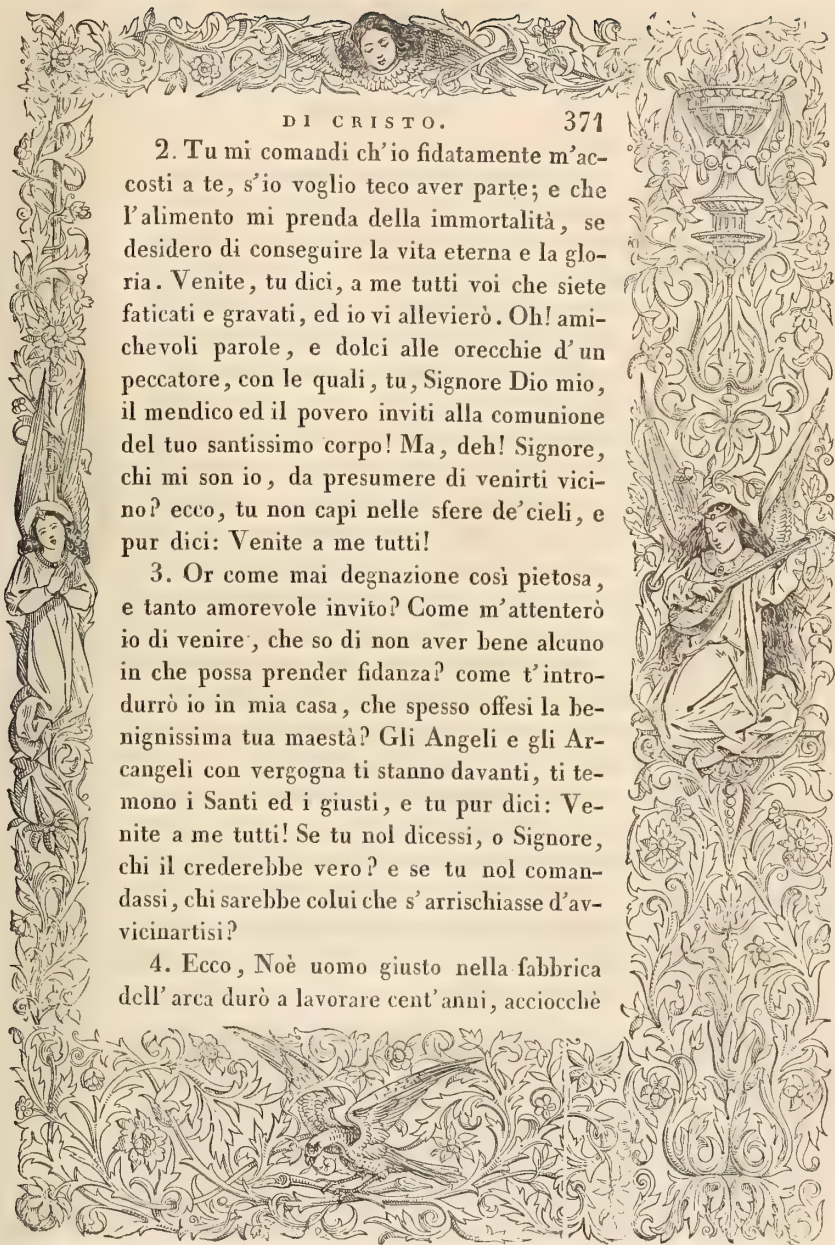 DI CRISTO. 371
2. Tu mi comandi ch'io fidatamente m'ac-
costi a te, s'io voglio teco aver parte; e che
l'alimento mi prenda della immortalità, se
desidero di conseguire la vita eterna e la glo-
ria. Venite, tu dici, a me tutti voi che siete
faticati e gravati, ed io vi allevierò. Oh! ami-
chevoli parole, e dolci alle orecchie d'un
peccatore, con le quali, tu, Signore Dio mio,
il mendico ed il povero inviti alla comunione
del tuo santissimo corpo! Ma, deh! Signore,
chi mi son io, da presumere di venirti vici-
no? ecco, tu non capi nelle sfere de'cieli, e
pur dici: Venite a me tutti!
3. Or come mai degnazione così pietosa,
e tanto amorevole invito? Come m'attenterò
io di venire, che so di non aver bene alcuno
in che possa prender fidanza? come t'intro-
durrò io in mia casa, che spesso offesi la be-
nignissima tua maestà? Gli Angeli e gli Ar-
cangeli con vergogna ti stanno davanti, ti te-
mono i Santi ed i giusti, e tu pur dici: Ve-
nite a me tutti! Se tu nol dicessi, o Signore,
chi il crederebbe vero? e se tu nol coman-
dassi, chi sarebbe colui che s'arrischiasse d'av-
vicinartisi?
4. Ecco, Noè uomo giusto nella fabbrica
dell'arca durò a lavorare cent'anni, acciocchè